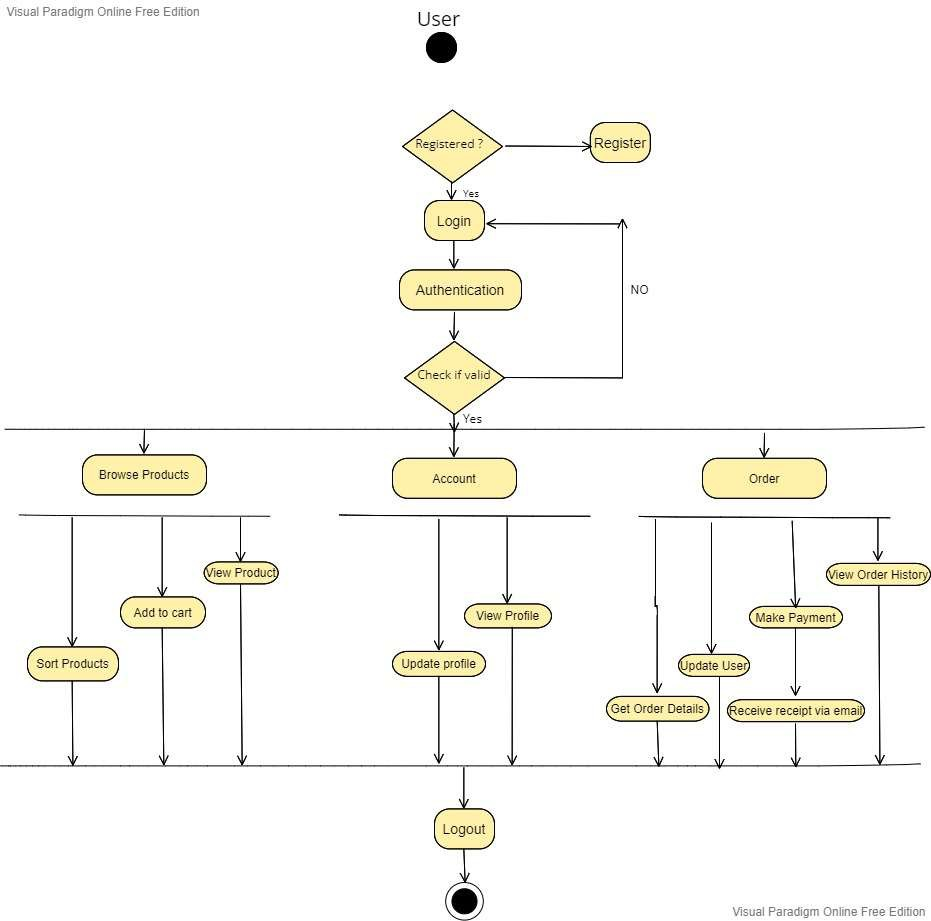 Visual Paradigm Online Free Edition
User
Registered ?
Register
Yes
Login
Authentication
NO
Check if valid
Yes
Browse Products
Account
Order
View Product
View Order History
Add to cart
View Profile
Make Payment
Sort Products
Update profile
Update User
Get Order Details
Receive receipt via email
Logout
Visual Paradigm Online Free Edition